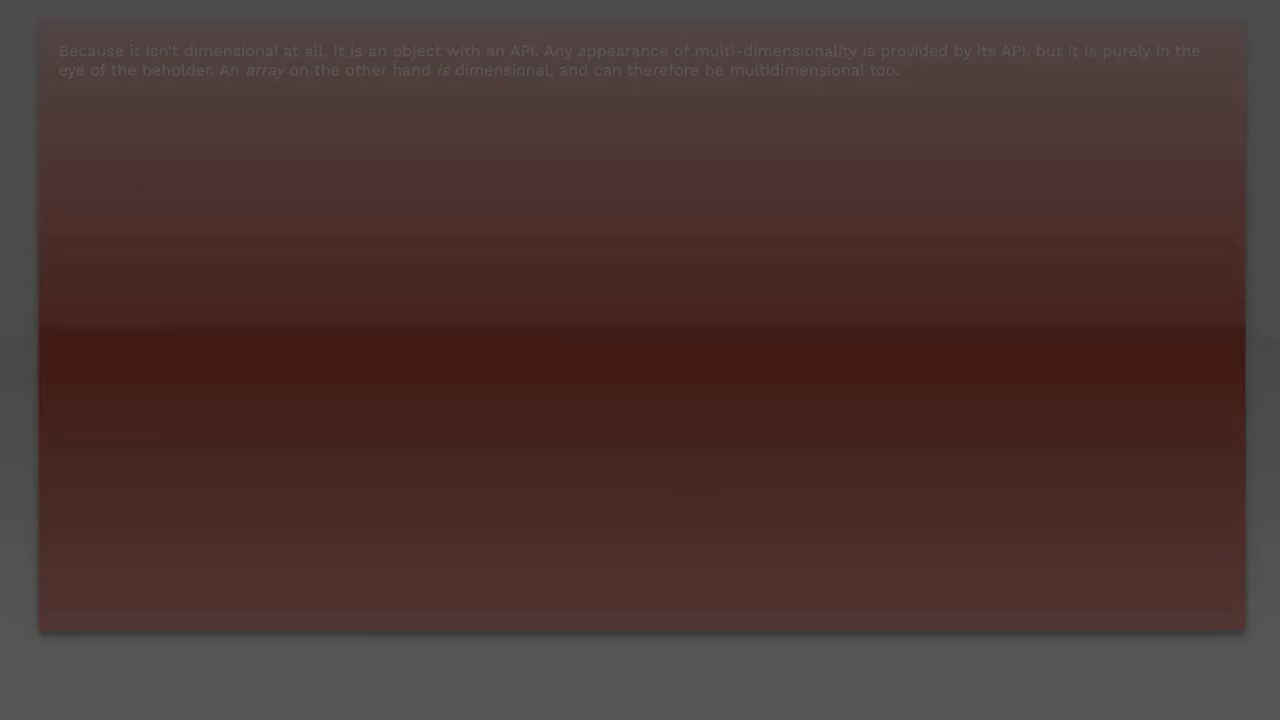 Because it isn't dimensional at all. It is an object with an API. Any appearance of multi-dimensionality is provided by its API, but it is purely in the
eye of the beholder. An array on the other hand is dimensional, and can therefore be multidimensional too.